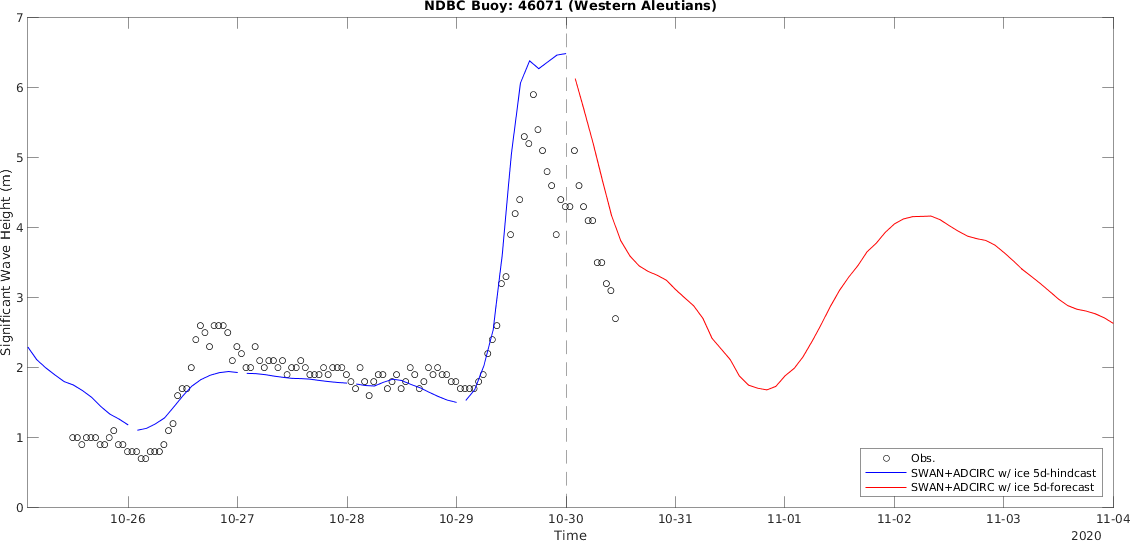 NDBC Buoy: 46071 (Western Aleutians)
7
6
5
4
3
2
1
0
Significant Wave Height (m)
Obs.
SWAN+ADCIRC w/ ice 5d-hindcast
SWAN+ADCIRC w/ ice 5d-forecast
10-26 10-27 10-28 10-29 10-30 10-31 11-01 11-02 11-03 11-04
Time
2020